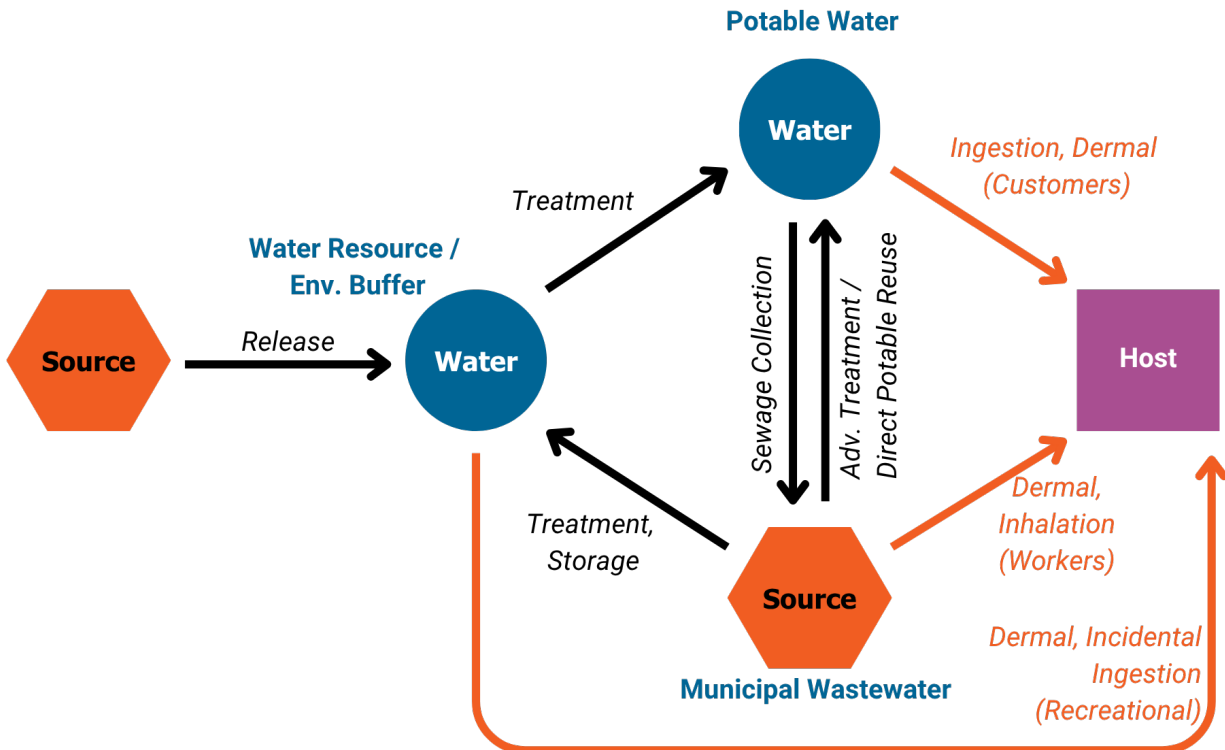 Potable Water
Water
Ingestion, Dermal
(Customers)
Treatment
Water Resource /
Env. Buffer
Sewage Collection
Adv. Treatment /
Direct Potable Reuse
Source
Release
Water
Host
Treatment,
Storage
Dermal,
Inhalation
(Workers)
Source
Municipal Wastewater
Dermal, Incidental
Ingestion
(Recreational)